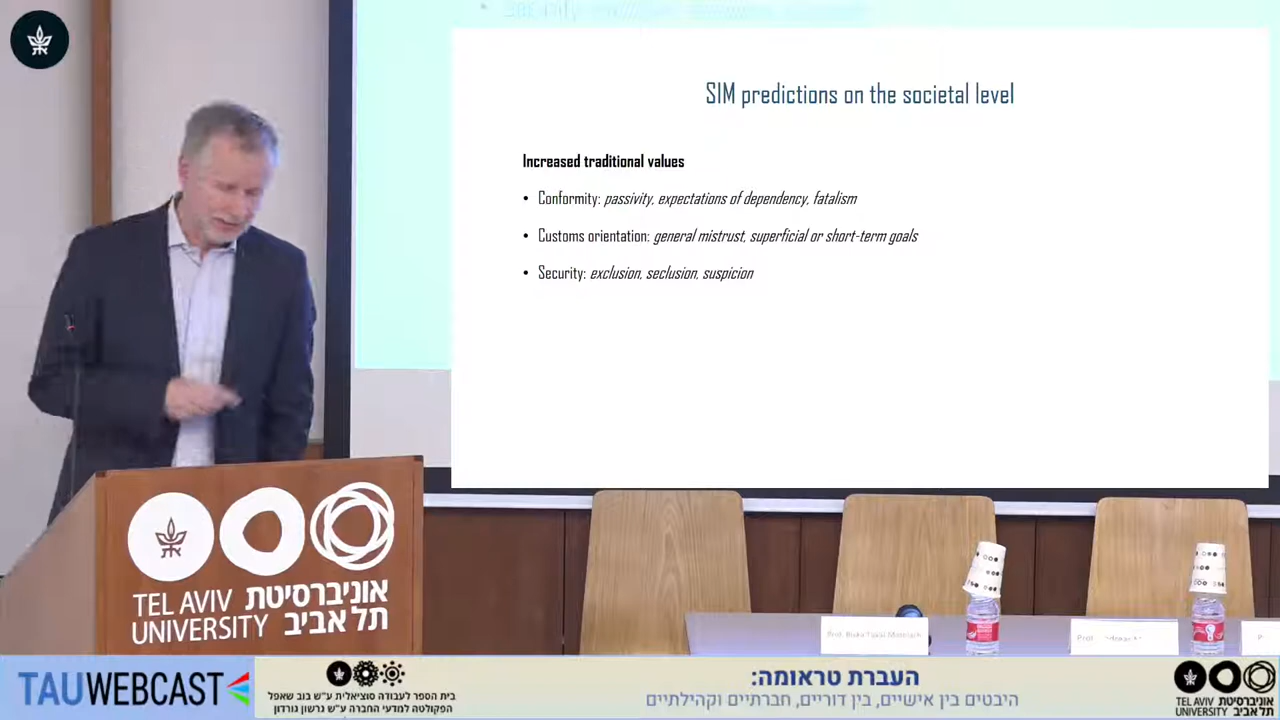 SIM predictions on the societal level
Increased traditional values
• Conformity: passivity, expectations of dependency, fatalism
• Customs orientation: general mistrust, superficial or short-term goals
• Security: exclusion, seclusion, suspicion
אוניברסיטת
תל אביב
TEL AVIV
UNIVERSITY
Prof.
Prof.
TAUWEBCAST
בית הספר לעבודה סוציאלית ע"ש בוב שאפל
הפקולטה למדעי החברה ע"ש גרשון גורדון
העברת טראומה:
היבטים בין אישיים, בין דוריים, חברתיים וקהילתיים
TEL AVIV אוניברסיטת
UNIVERSITY תל אביב